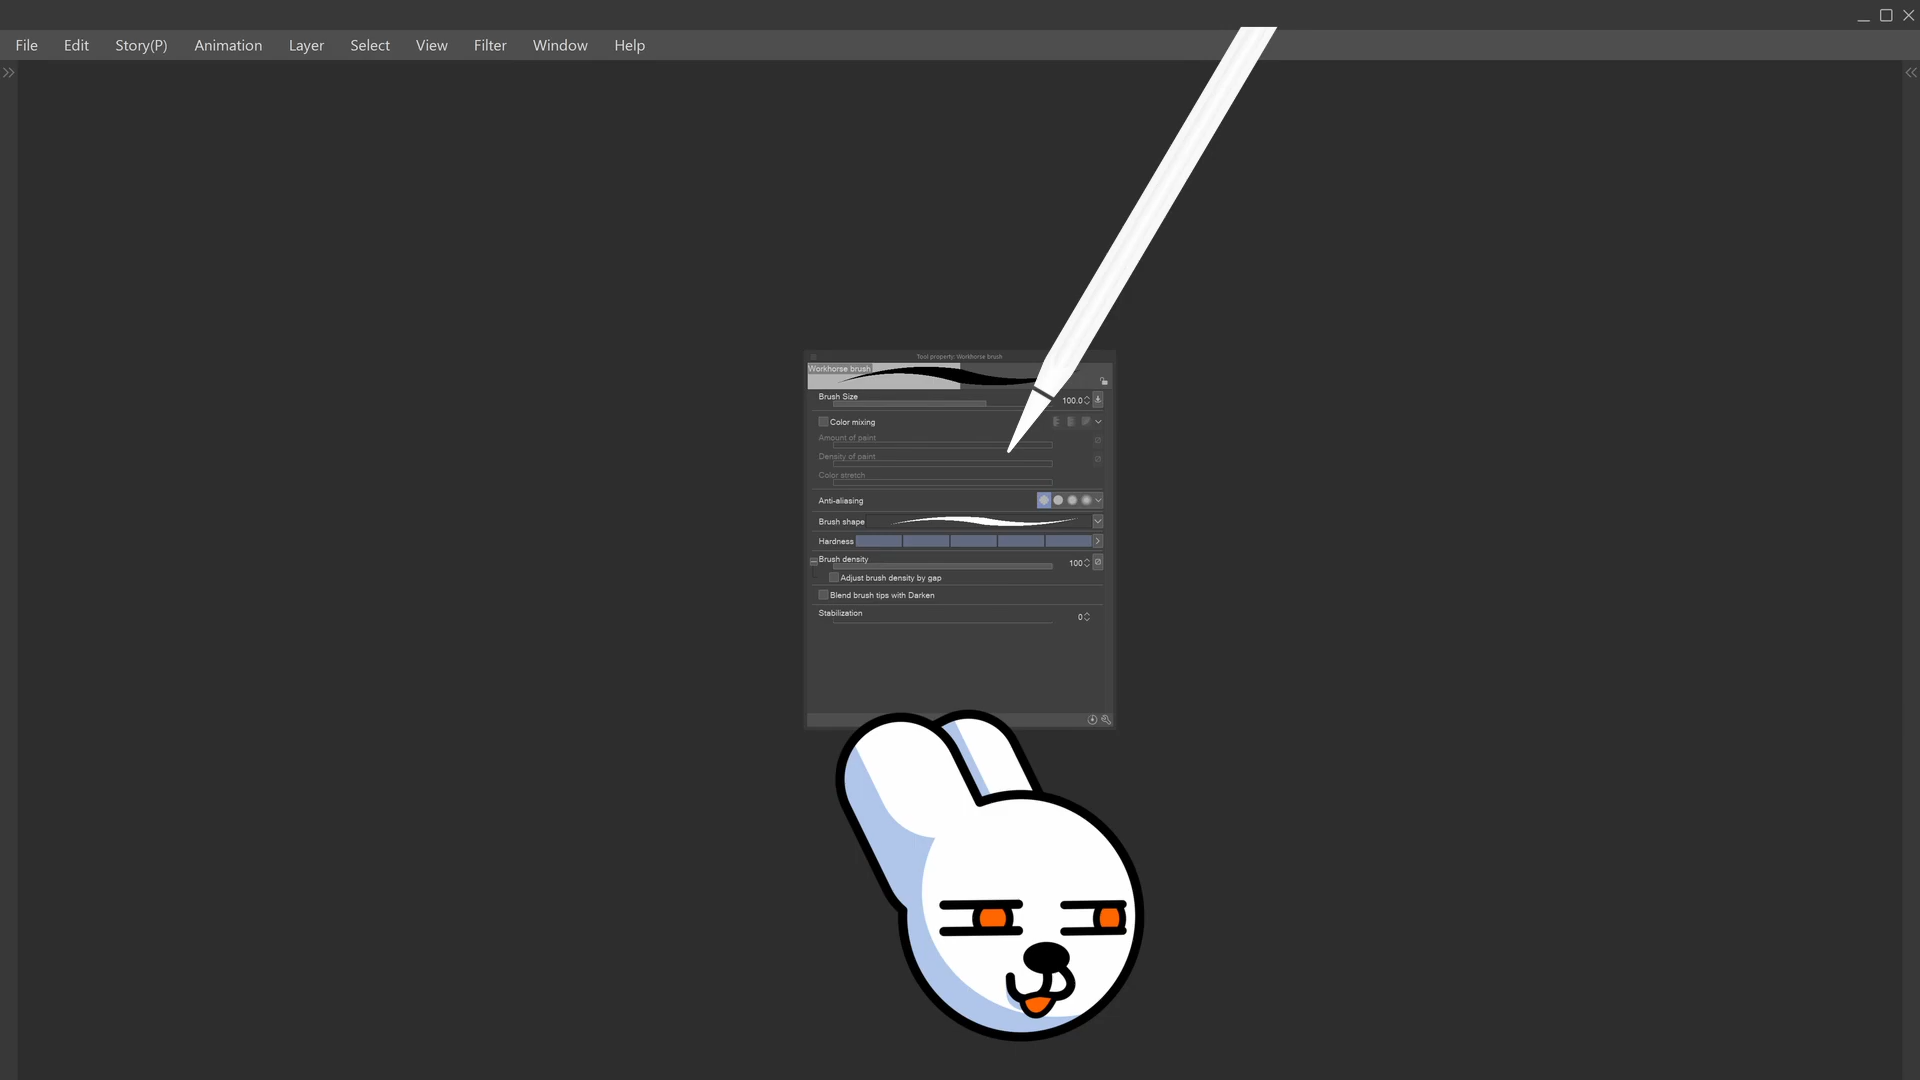 File Edit Story(P) Animation Layer Select View Filter Window Help
Tool property: Workhorse brush
Workhorse brush
Brush Size 100.0
Color mixing
Amount of paint
Density of paint
Color stretch
Anti-aliasing
Brush shape
Hardness
Brush density 100
Adjust brush density by gap
Blend brush tips with Darken
Stabilization 0